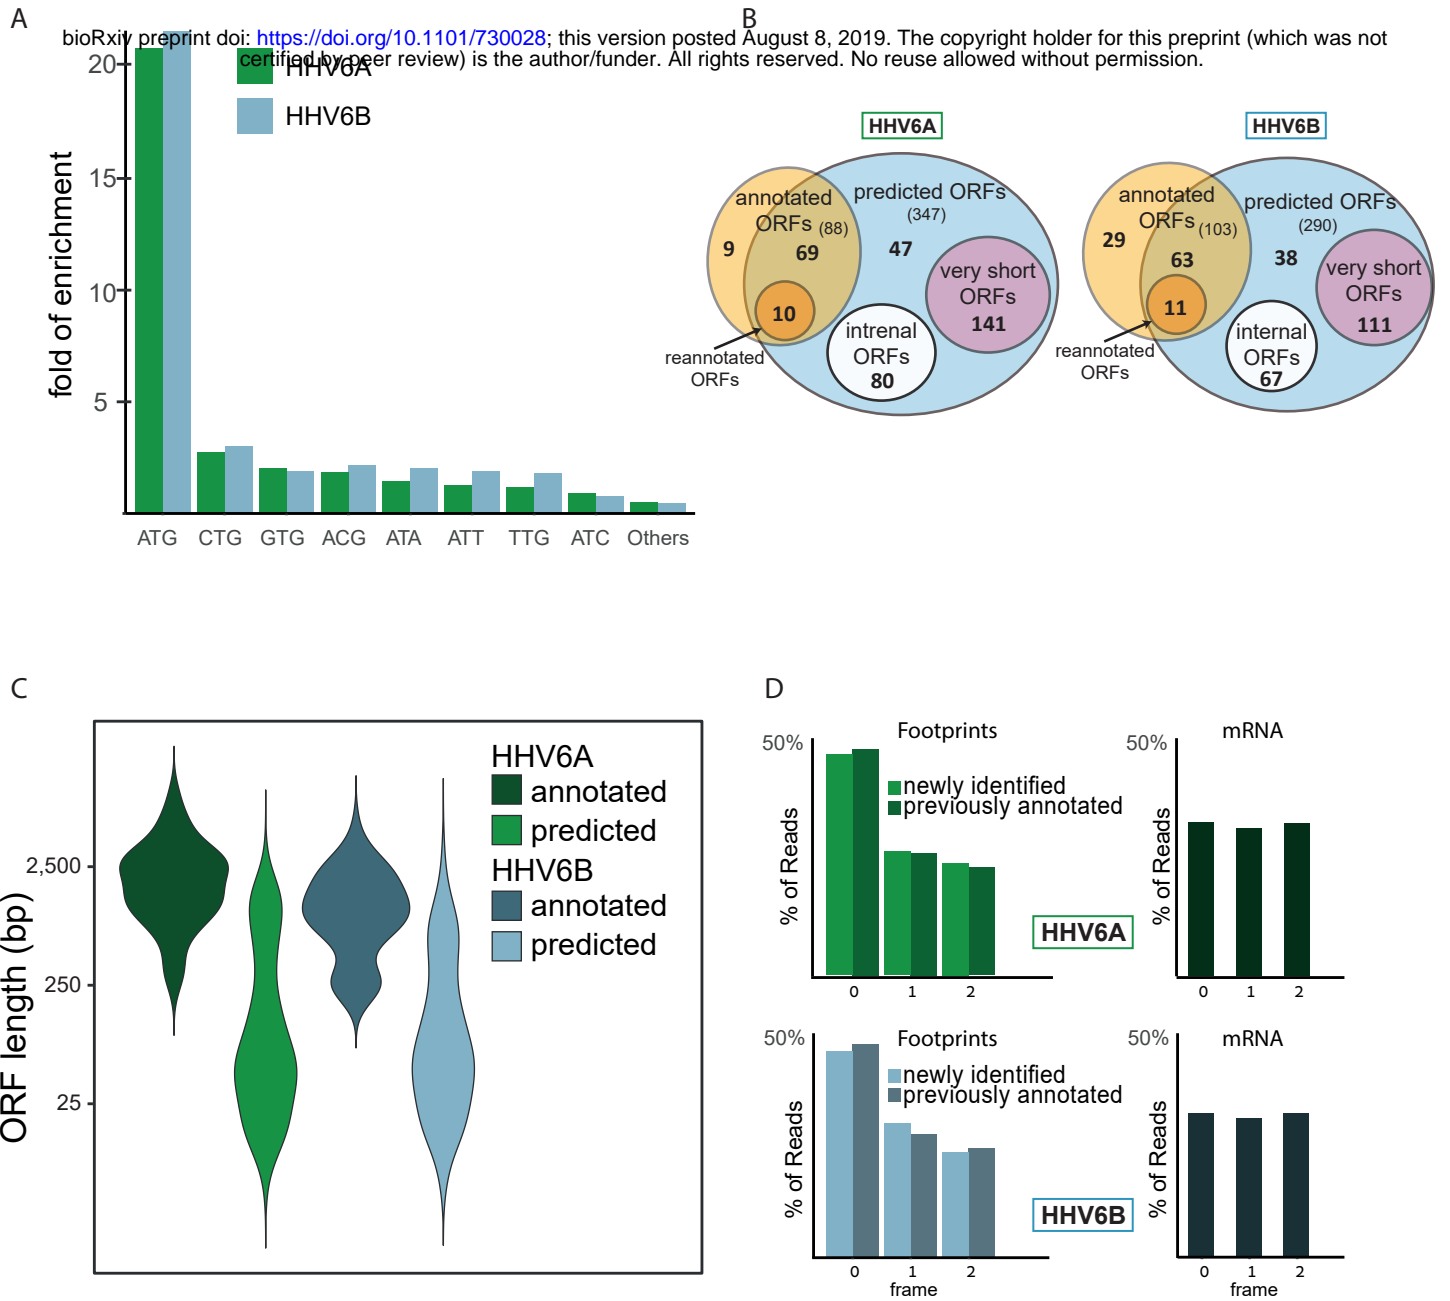 A
B
bioRxiv preprint doi: https://doi.org/10.1101/730028; this version posted August 8, 2019. The copyright holder for this preprint (which was not
certified by peer review) is the author/funder. All rights reserved. No reuse allowed without permission.
fold of enrichment
20
15
10
5
HHV6A
HHV6B
ATG CTG GTG ACG ATA ATT TTG ATC Others
HHV6A
annotated
ORFs (88)
predicted ORFs
(347)
9
69
47
10
very short
ORFs
141
intrenal
ORFs
80
reannotated
ORFs
HHV6B
annotated
ORFs (103)
predicted ORFs
(290)
29
63
38
11
very short
ORFs
111
internal
ORFs
67
reannotated
ORFs
C
ORF length (bp)
2,500
250
25
HHV6A
annotated
predicted
HHV6B
annotated
predicted
D
Footprints
50%
% of Reads
newly identified
previously annotated
0 1 2
mRNA
50%
% of Reads
0 1 2
HHV6A
Footprints
50%
% of Reads
newly identified
previously annotated
0 1 2
frame
mRNA
50%
% of Reads
0 1 2
frame
HHV6B